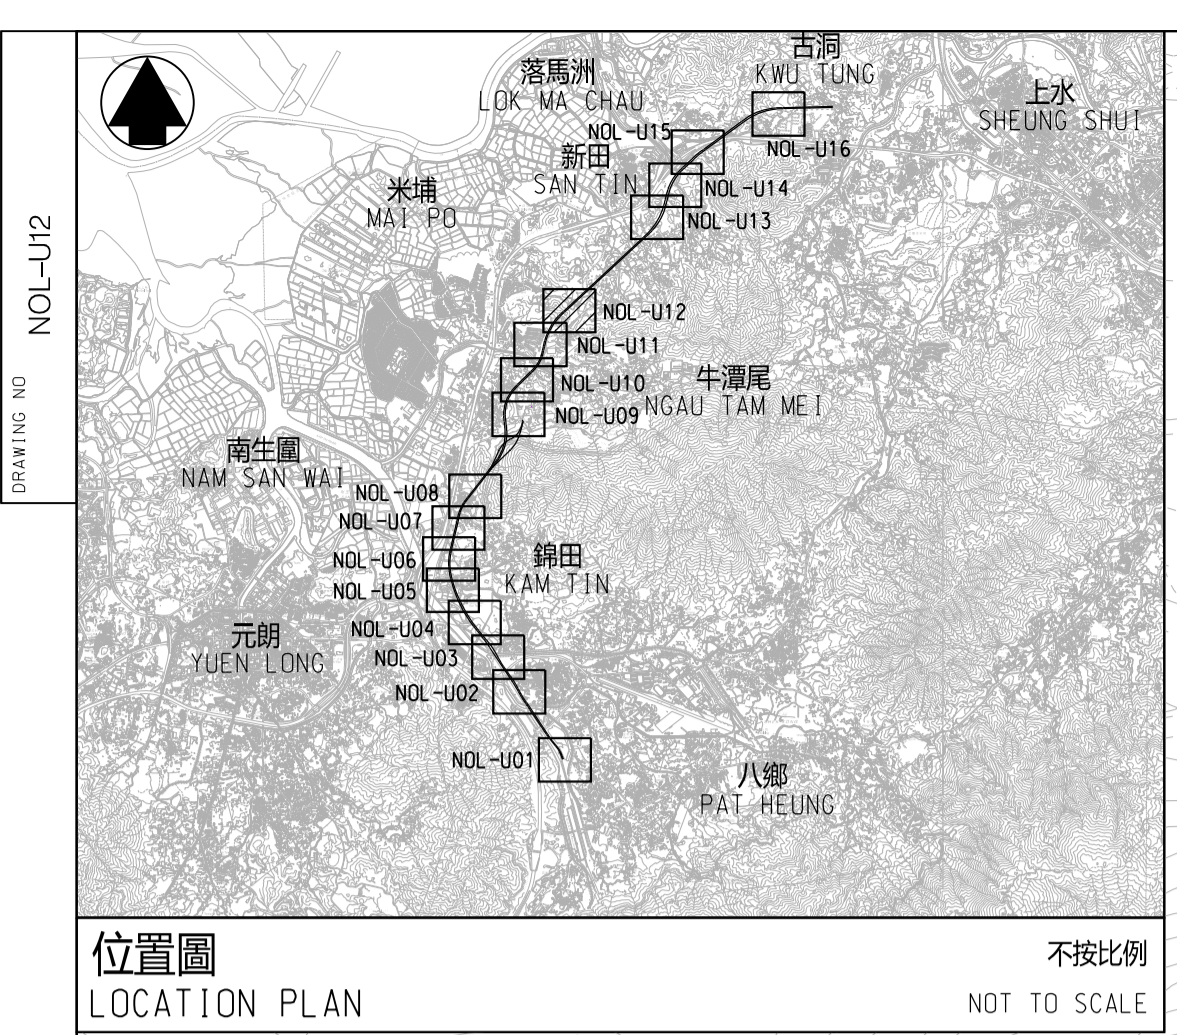 NOL-U12
DRAWING NO
古洞
KWU TUNG
落馬洲
LOK MA CHAU
上水
SHEUNG SHUI
NOL-U15
NOL-U16
新田
SAN TIN
NOL-U14
米埔
MAI PO
NOL-U13
NOL-U12
NOL-U11
牛潭尾
NGAU TAM MEI
NOL-U10
NOL-U09
南生圍
NAM SAN WAI
NOL-U08
NOL-U07
NOL-U06
錦田
KAM TIN
NOL-U05
NOL-U04
元朗
YUEN LONG
NOL-U03
NOL-U02
NOL-U01
八鄉
PAT HEUNG
位置圖
LOCATION PLAN
不按比例
NOT TO SCALE